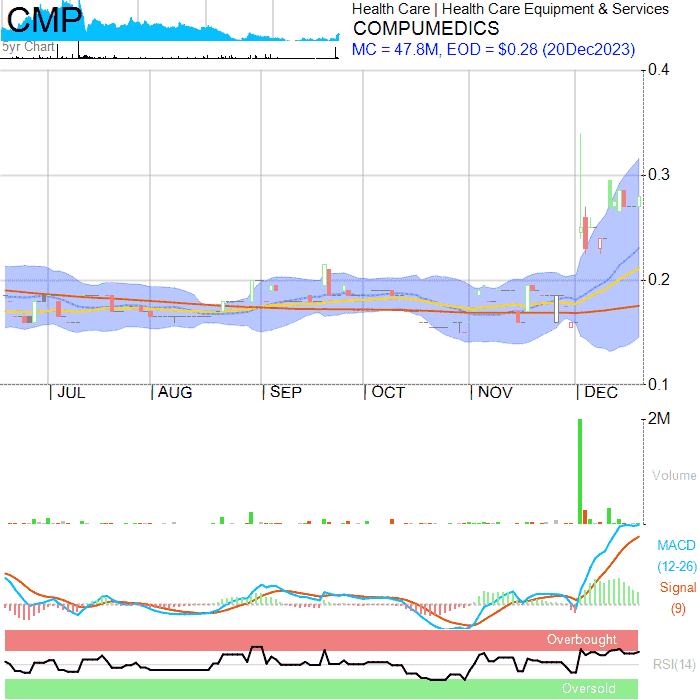 CMP
5yr Chart
Health Care | Health Care Equipment & Services
COMPUMEDICS
MC = 47.8M, EOD = $0.28 (20Dec2023)
0.4
0.3
0.2
0.1
JUL
AUG
SEP
OCT
NOV
DEC
2M
Volume
MACD
(12-26)
Signal
(9)
Overbought
RSI(14)
Oversold